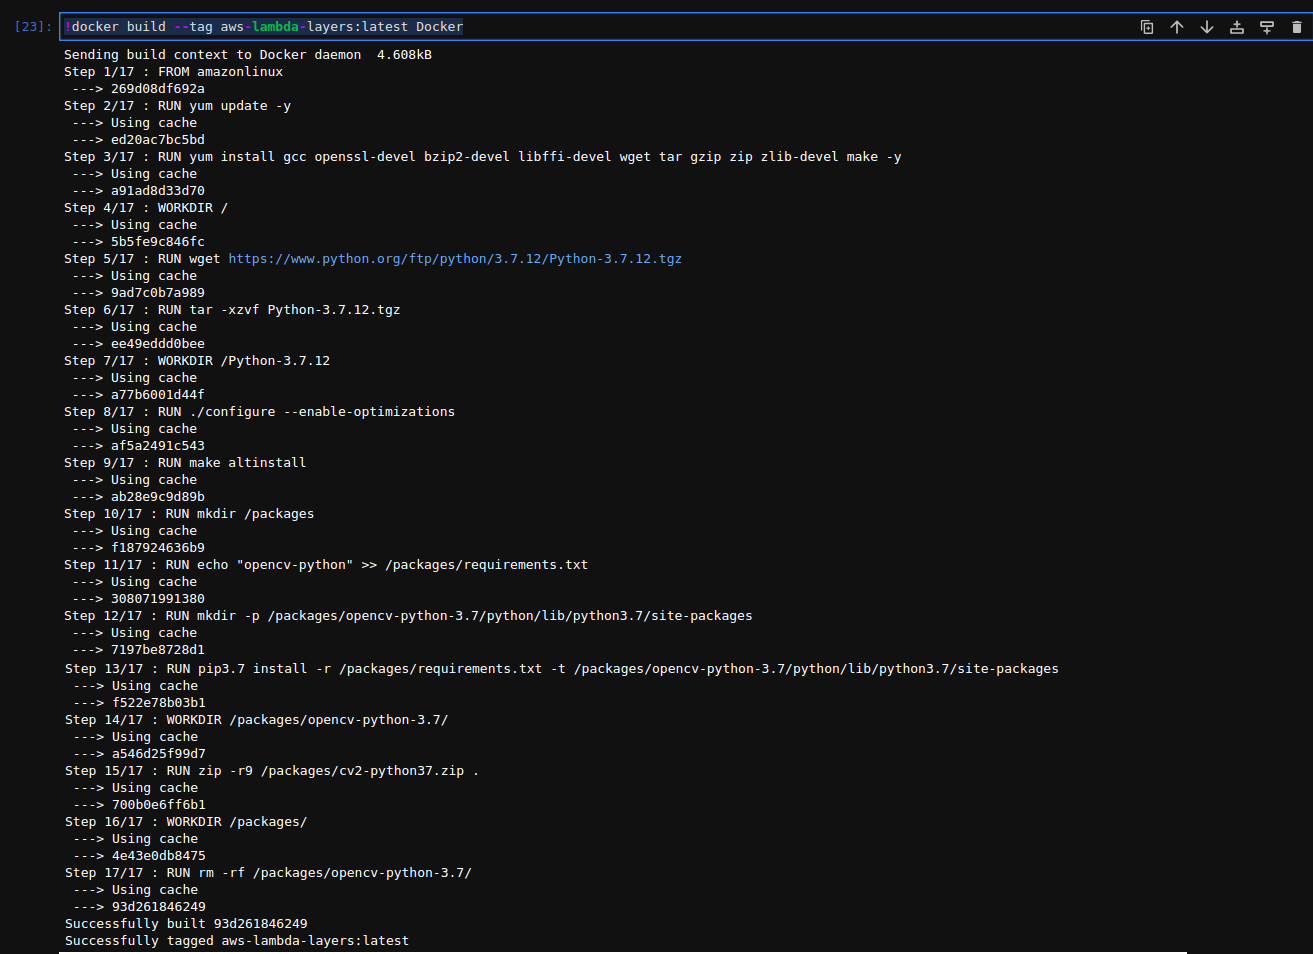 [23]: !docker build --tag aws-lambda-layers:latest Docker
Sending build context to Docker daemon  4.608kB
Step 1/17 : FROM amazonlinux
 ---> 269d08df692a
Step 2/17 : RUN yum update -y
 ---> Using cache
 ---> ed20ac7bc5bd
Step 3/17 : RUN yum install gcc openssl-devel bzip2-devel libffi-devel wget tar gzip zip zlib-devel make -y
 ---> Using cache
 ---> a91ad8d33d70
Step 4/17 : WORKDIR /
 ---> Using cache
 ---> 5b5fe9c846fc
Step 5/17 : RUN wget https://www.python.org/ftp/python/3.7.12/Python-3.7.12.tgz
 ---> Using cache
 ---> 9ad7c0b7a989
Step 6/17 : RUN tar -xzvf Python-3.7.12.tgz
 ---> Using cache
 ---> ee49eddd0bee
Step 7/17 : WORKDIR /Python-3.7.12
 ---> Using cache
 ---> a77b6001d44f
Step 8/17 : RUN ./configure --enable-optimizations
 ---> Using cache
 ---> af5a2491c543
Step 9/17 : RUN make altinstall
 ---> Using cache
 ---> ab28e9c9d89b
Step 10/17 : RUN mkdir /packages
 ---> Using cache
 ---> f187924636b9
Step 11/17 : RUN echo "opencv-python" >> /packages/requirements.txt
 ---> Using cache
 ---> 308071991380
Step 12/17 : RUN mkdir -p /packages/opencv-python-3.7/python/lib/python3.7/site-packages
 ---> Using cache
 ---> 7197be8728d1
Step 13/17 : RUN pip3.7 install -r /packages/requirements.txt -t /packages/opencv-python-3.7/python/lib/python3.7/site-packages
 ---> Using cache
 ---> f522e78b03b1
Step 14/17 : WORKDIR /packages/opencv-python-3.7/
 ---> Using cache
 ---> a546d25f99d7
Step 15/17 : RUN zip -r9 /packages/cv2-python37.zip .
 ---> Using cache
 ---> 700b0e6ff6b1
Step 16/17 : WORKDIR /packages/
 ---> Using cache
 ---> 4e43e0db8475
Step 17/17 : RUN rm -rf /packages/opencv-python-3.7/
 ---> Using cache
 ---> 93d261846249
Successfully built 93d261846249
Successfully tagged aws-lambda-layers:latest